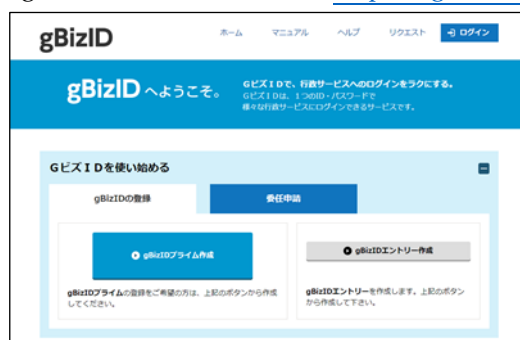 gBizID
ホーム マニュアル ヘルプ リクエスト ログイン
gBizID へようこそ。
GビズIDで、行政サービスへのログインをラクにする。
GビズIDは、1つのID・パスワードで
様々な行政サービスにログインできるサービスです。
GビズIDを使い始める
gBizIDの登録 委任申請
gBizIDプライム作成
gBizIDエントリー作成
gBizIDプライムの登録をご希望の方は、上記のボタンから作成
してください。
gBizIDエントリーを作成します。上記のボタン
から作成して下さい。